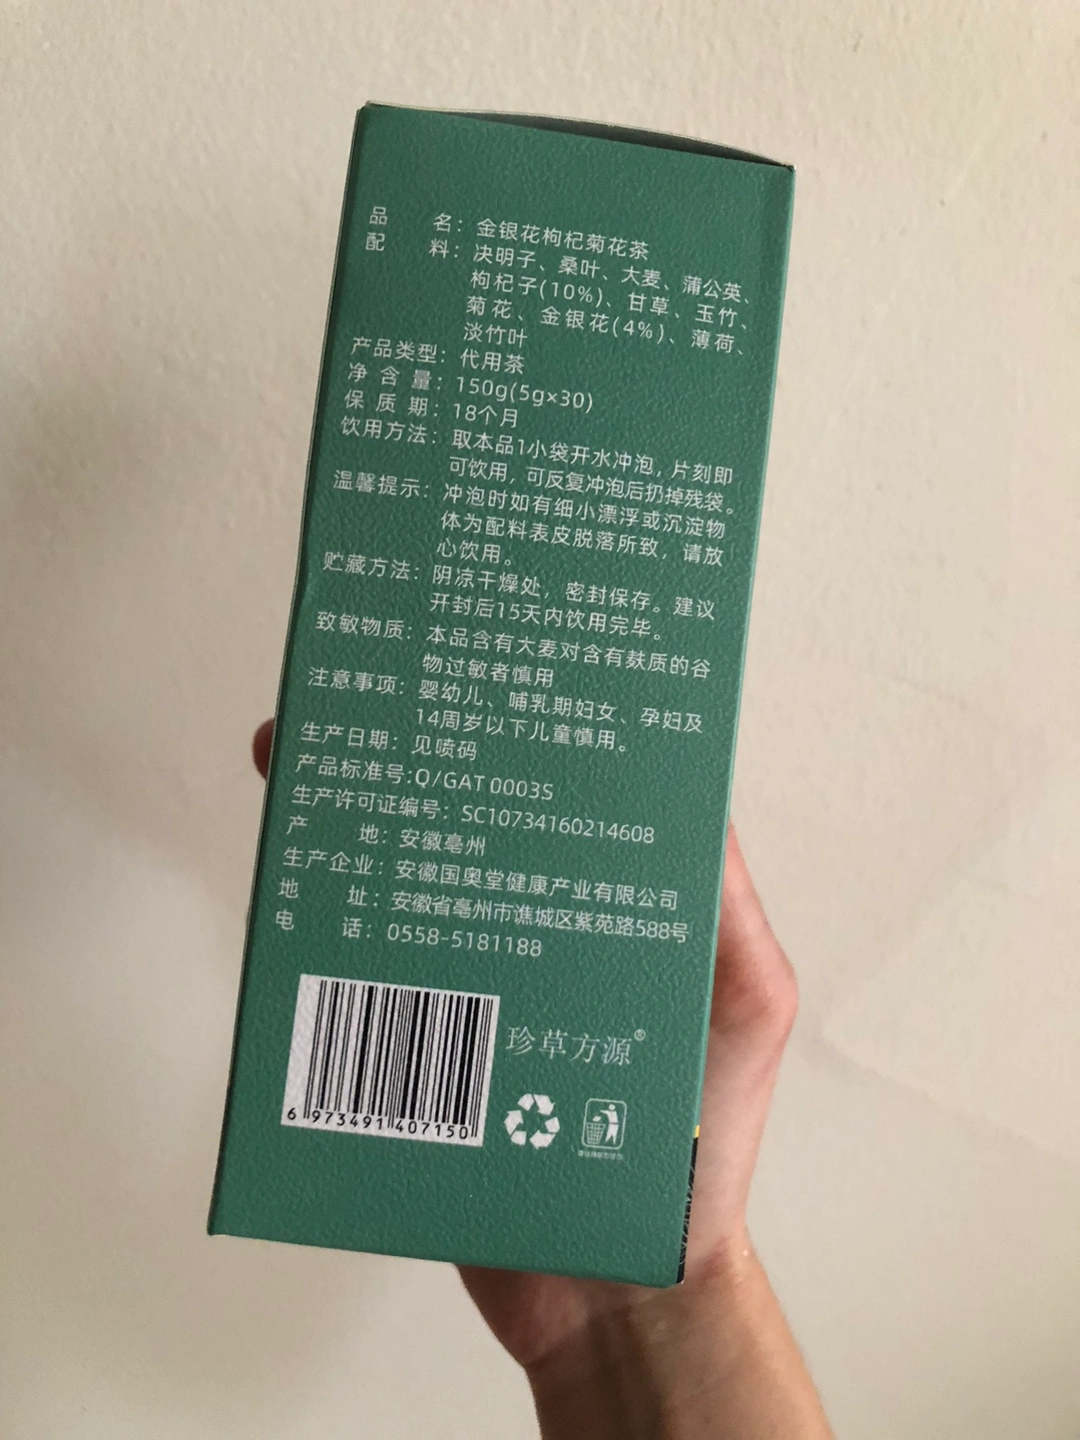 品名：金银花枸杞菊花茶
配料：决明子、桑叶、大麦、蒲公英、
枸杞子(10%)、甘草、玉竹、
菊花、金银花(4%)、薄荷、
淡竹叶
产品类型：代用茶
净含量：150g(5g×30)
保质期：18个月
饮用方法：取本品1小袋开水冲泡，片刻即
可饮用，可反复冲泡后扔掉残袋。
温馨提示：冲泡时如有细小漂浮或沉淀物
体为配料表皮脱落所致，请放
心饮用。
贮藏方法：阴凉干燥处，密封保存。建议
开封后15天内饮用完毕。
致敏物质：本品含有大麦对含有麸质的谷
物过敏者慎用
注意事项：婴幼儿、哺乳期妇女、孕妇及
14周岁以下儿童慎用。
生产日期：见喷码
产品标准号:Q/GAT 0003S
生产许可证编号：SC10734160214608
产地：安徽亳州
生产企业：安徽国奥堂健康产业有限公司
地址：安徽省亳州市谯城区紫苑路588号
电话：0558-5181188
珍草方源®
6 973491 407150